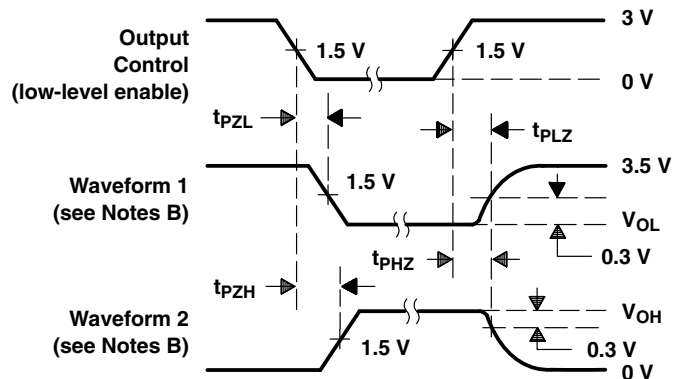 Output
Control
(low-level enable)
1.5 V
1.5 V
3 V
0 V
tPZL
tPLZ
Waveform 1
(see Notes B)
1.5 V
3.5 V
VOL
0.3 V
tPHZ
tPZH
Waveform 2
(see Notes B)
1.5 V
VOH
0.3 V
0 V